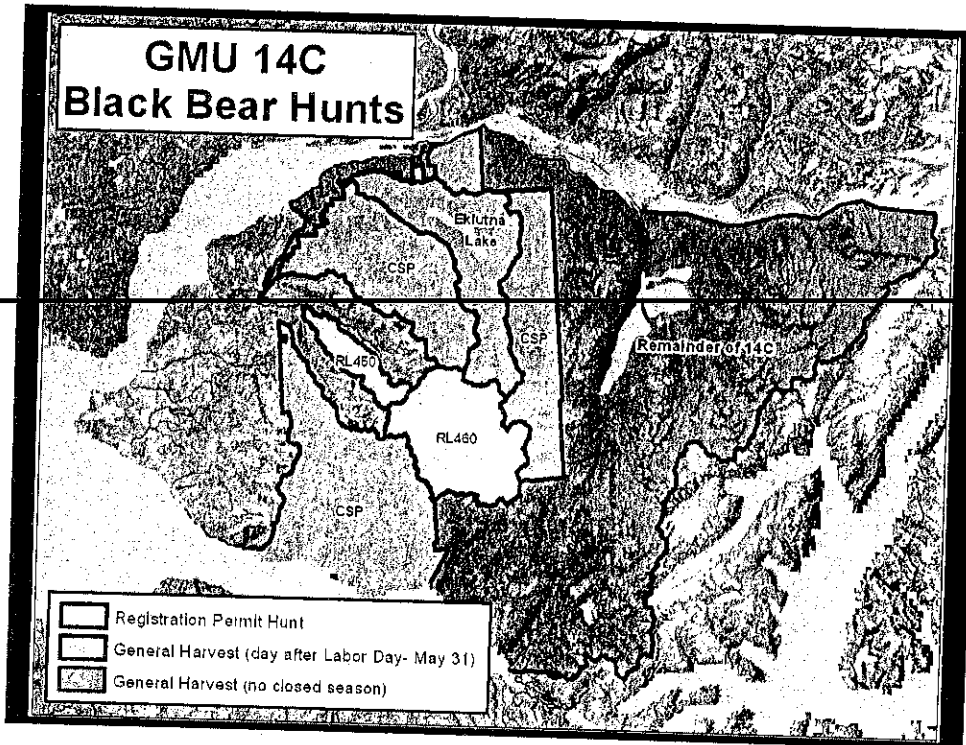 GMU 14C
Black Bear Hunts
Eklutna
Lake
CSP
CSP
Remainder of 14C
RL450
RL460
CSP
Registration Permit Hunt
General Harvest (day after Labor Day- May 31)
General Harvest (no closed season)